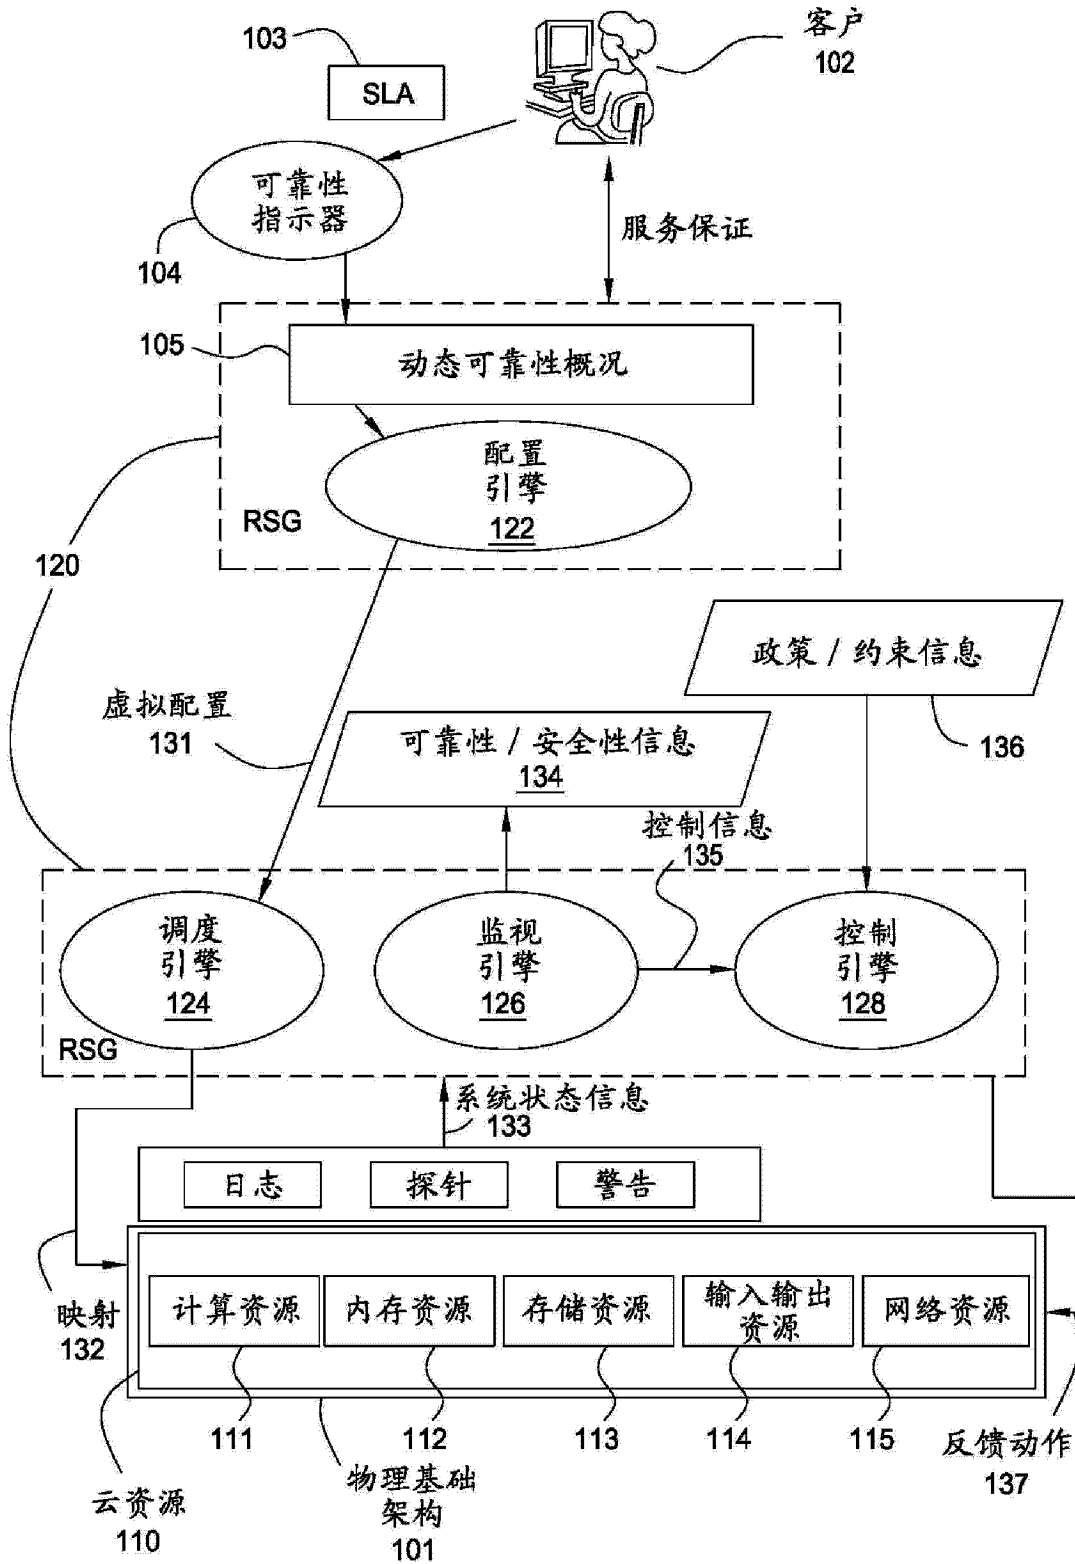 103
SLA
客户
102
可靠性
指示器
104
服务保证
105
动态可靠性概况
配置
引擎
122
RSG
120
政策 / 约束信息
136
虚拟配置
131
可靠性 / 安全性信息
134
控制信息
135
调度
引擎
124
RSG
监视
引擎
126
控制
引擎
128
系统状态信息
133
日志
探针
警告
映射
132
计算资源
内存资源
存储资源
输入输出
资源
网络资源
111
112
113
114
115
反馈动作
137
云资源
110
物理基础
架构
101